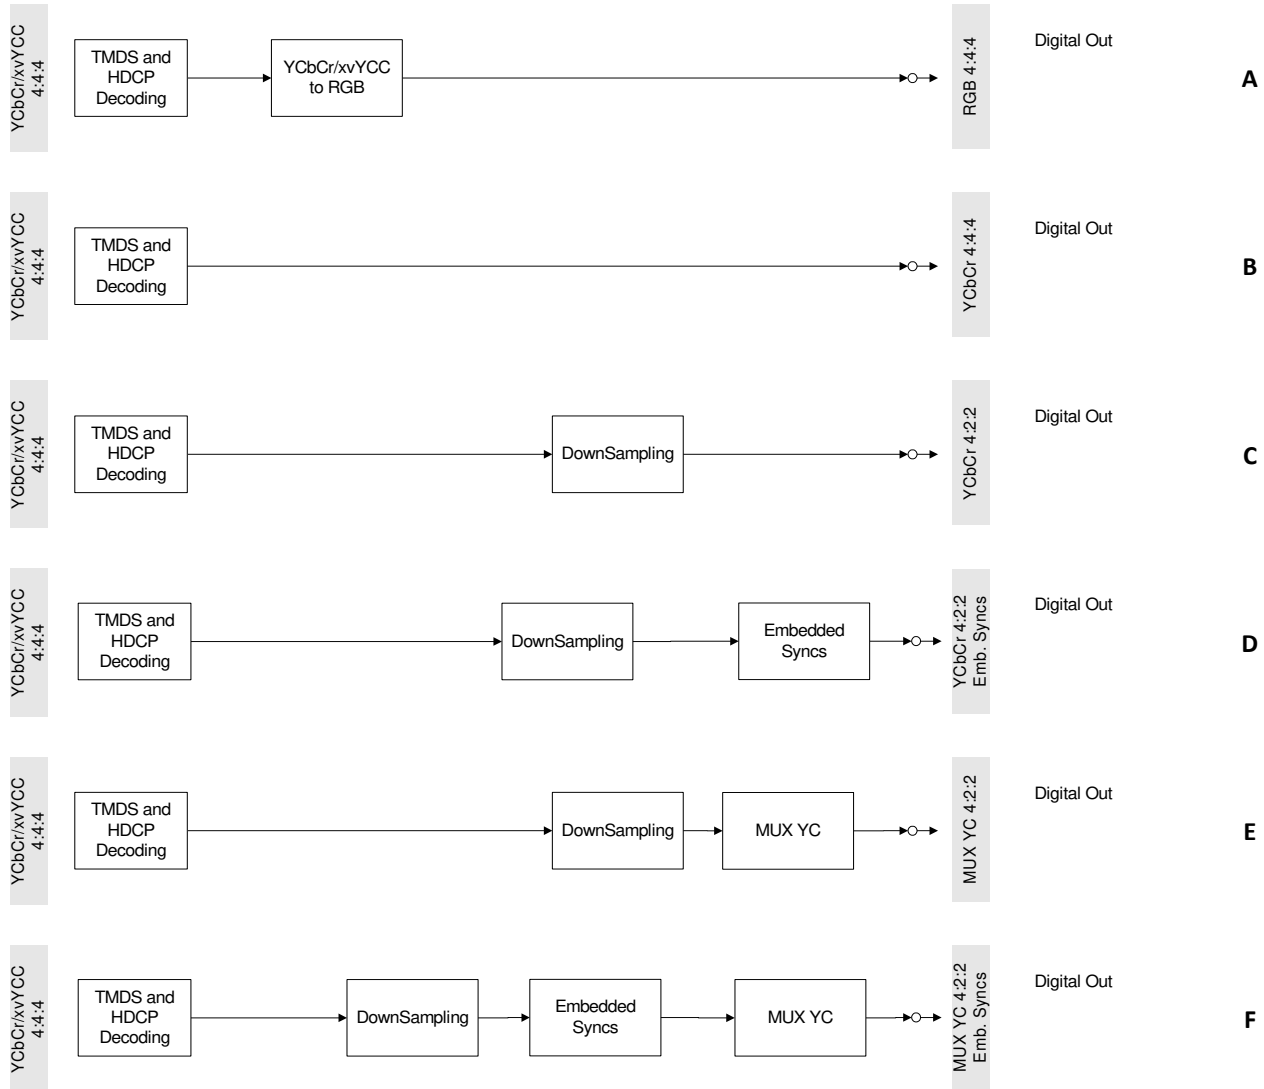 YCbCr/xvYCC
4:4:4
TMDS and
HDCP
Decoding
YCbCr/xvYCC
to RGB
RGB 4:4:4
Digital Out
A
YCbCr/xvYCC
4:4:4
TMDS and
HDCP
Decoding
YCbCr 4:4:4
Digital Out
B
YCbCr/xvYCC
4:4:4
TMDS and
HDCP
Decoding
DownSampling
YCbCr 4:2:2
Digital Out
C
YCbCr/xvYCC
4:4:4
TMDS and
HDCP
Decoding
DownSampling
Embedded
Syncs
YCbCr 4:2:2
Emb. Syncs
Digital Out
D
YCbCr/xvYCC
4:4:4
TMDS and
HDCP
Decoding
DownSampling
MUX YC
MUX YC 4:2:2
Digital Out
E
YCbCr/xvYCC
4:4:4
TMDS and
HDCP
Decoding
DownSampling
Embedded
Syncs
MUX YC
MUX YC 4:2:2
Emb. Syncs
Digital Out
F